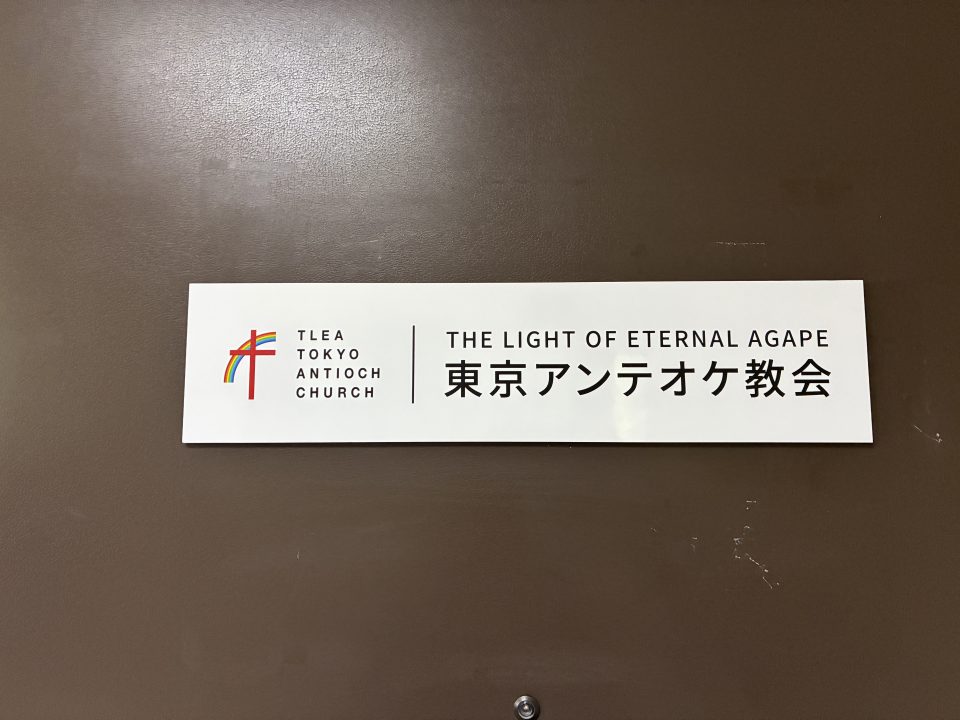 TLEA
TOKYO
ANTIOCH
CHURCH
THE LIGHT OF ETERNAL AGAPE
東京アンテオケ教会